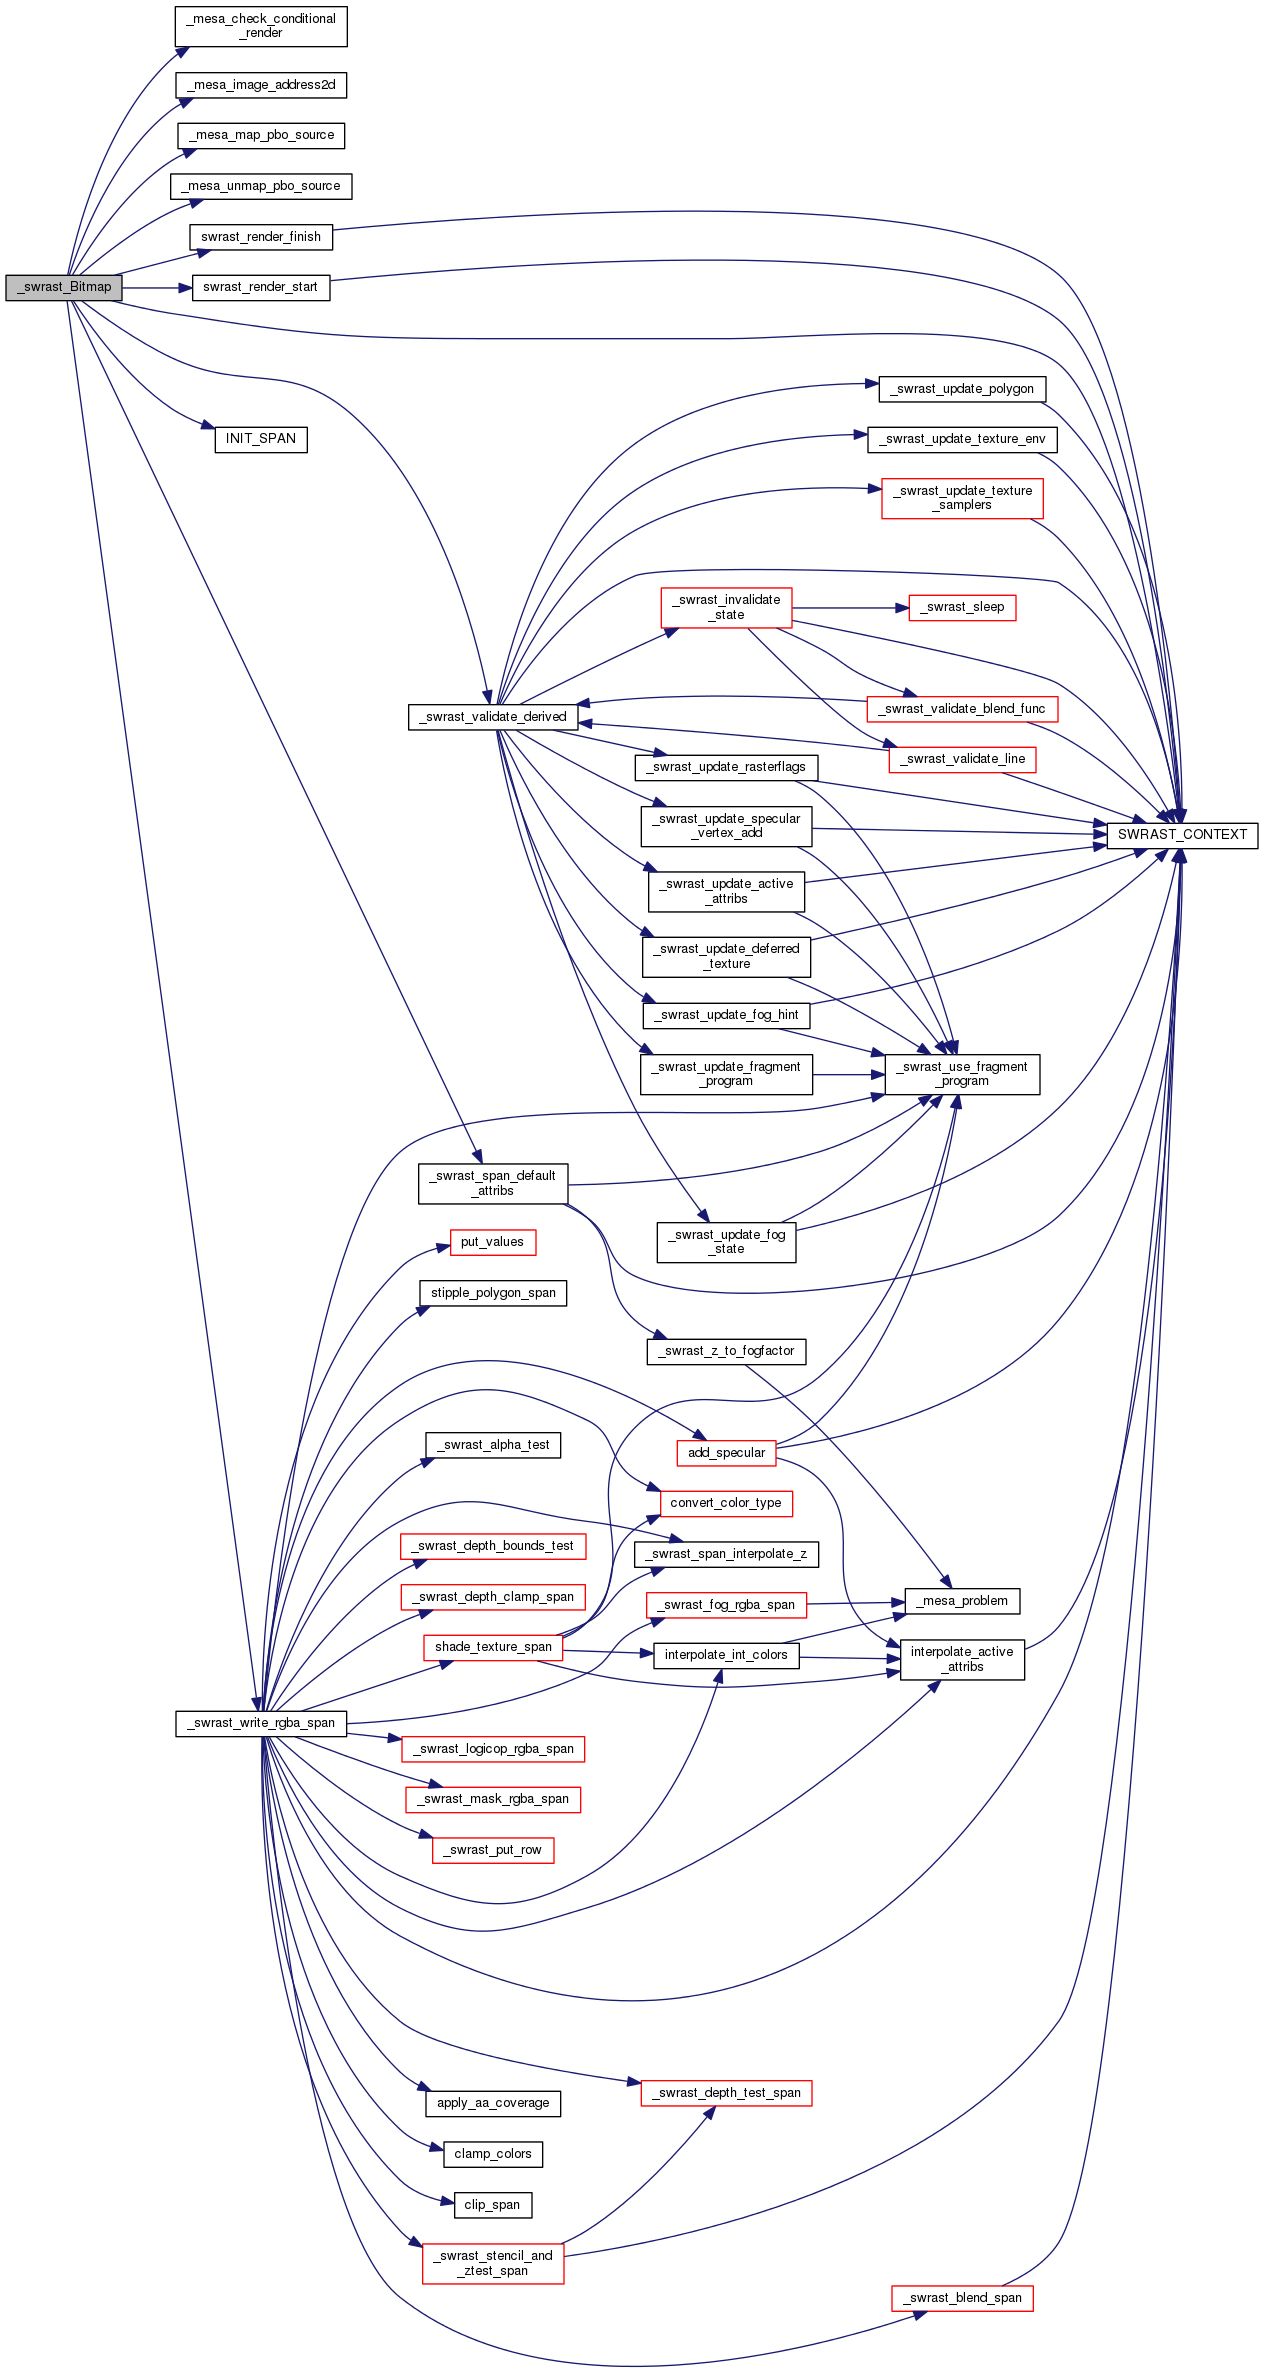 _mesa_check_conditional
_render
_mesa_image_address2d
_mesa_map_pbo_source
_mesa_unmap_pbo_source
swrast_render_finish
_swrast_Bitmap
swrast_render_start
_swrast_update_polygon
INIT_SPAN
_swrast_update_texture_env
_swrast_update_texture
_samplers
_swrast_invalidate
_state
_swrast_sleep
_swrast_validate_derived
_swrast_validate_blend_func
_swrast_update_rasterflags
_swrast_validate_line
_swrast_update_specular
_vertex_add
SWRAST_CONTEXT
_swrast_update_active
_attribs
_swrast_update_deferred
_texture
_swrast_update_fog_hint
_swrast_update_fragment
_program
_swrast_use_fragment
_program
_swrast_span_default
_attribs
_swrast_update_fog
_state
put_values
stipple_polygon_span
_swrast_z_to_fogfactor
_swrast_alpha_test
add_specular
convert_color_type
_swrast_depth_bounds_test
_swrast_span_interpolate_z
_swrast_depth_clamp_span
_swrast_fog_rgba_span
_mesa_problem
shade_texture_span
interpolate_int_colors
interpolate_active
_attribs
_swrast_write_rgba_span
_swrast_logicop_rgba_span
_swrast_mask_rgba_span
_swrast_put_row
_swrast_depth_test_span
apply_aa_coverage
clamp_colors
clip_span
_swrast_stencil_and
_ztest_span
_swrast_blend_span